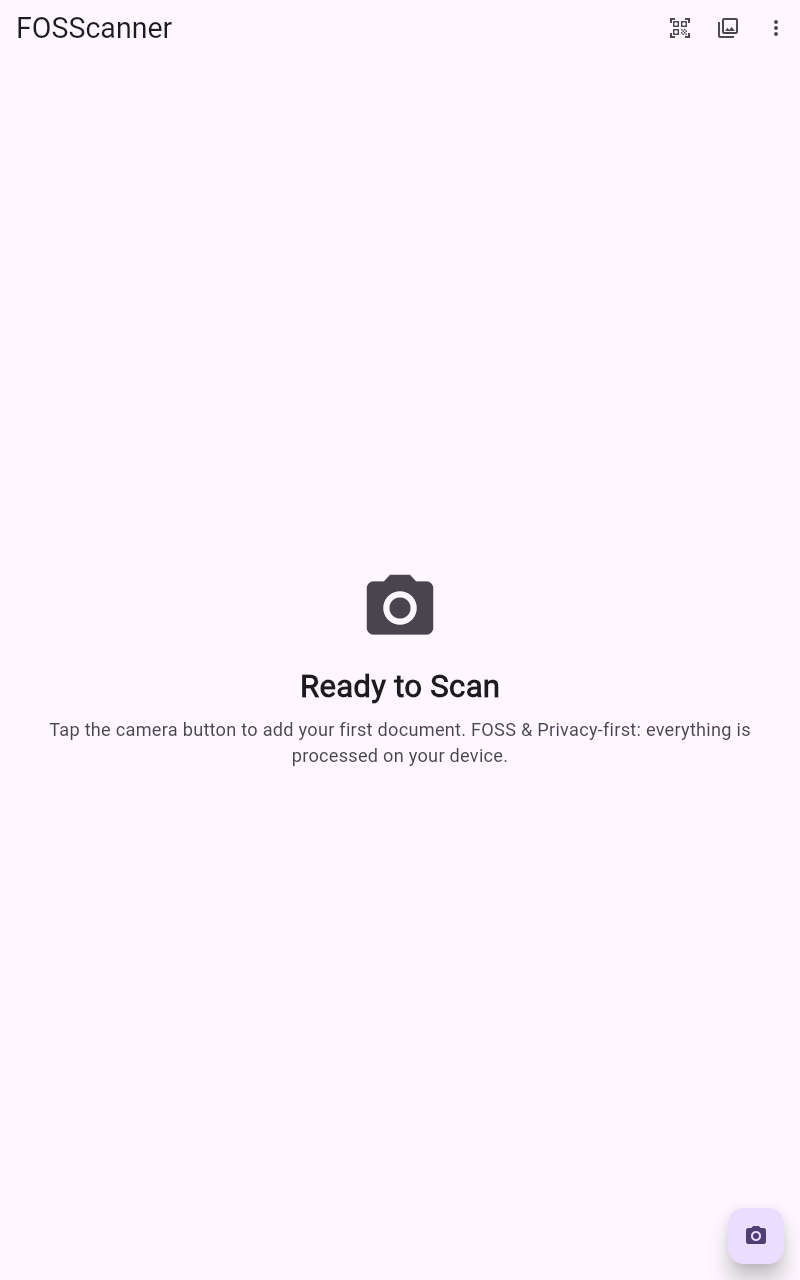 FOSScanner
Ready to Scan
Tap the camera button to add your first document. FOSS & Privacy-first: everything is
processed on your device.